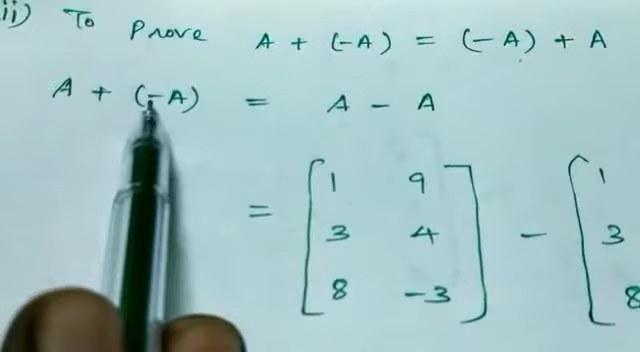 ii) To Prove A + (-A) = (-A) + A
A + (-A) = A - A
= [ 1 9 ] - [ 1
3 4 3
8 -3 8